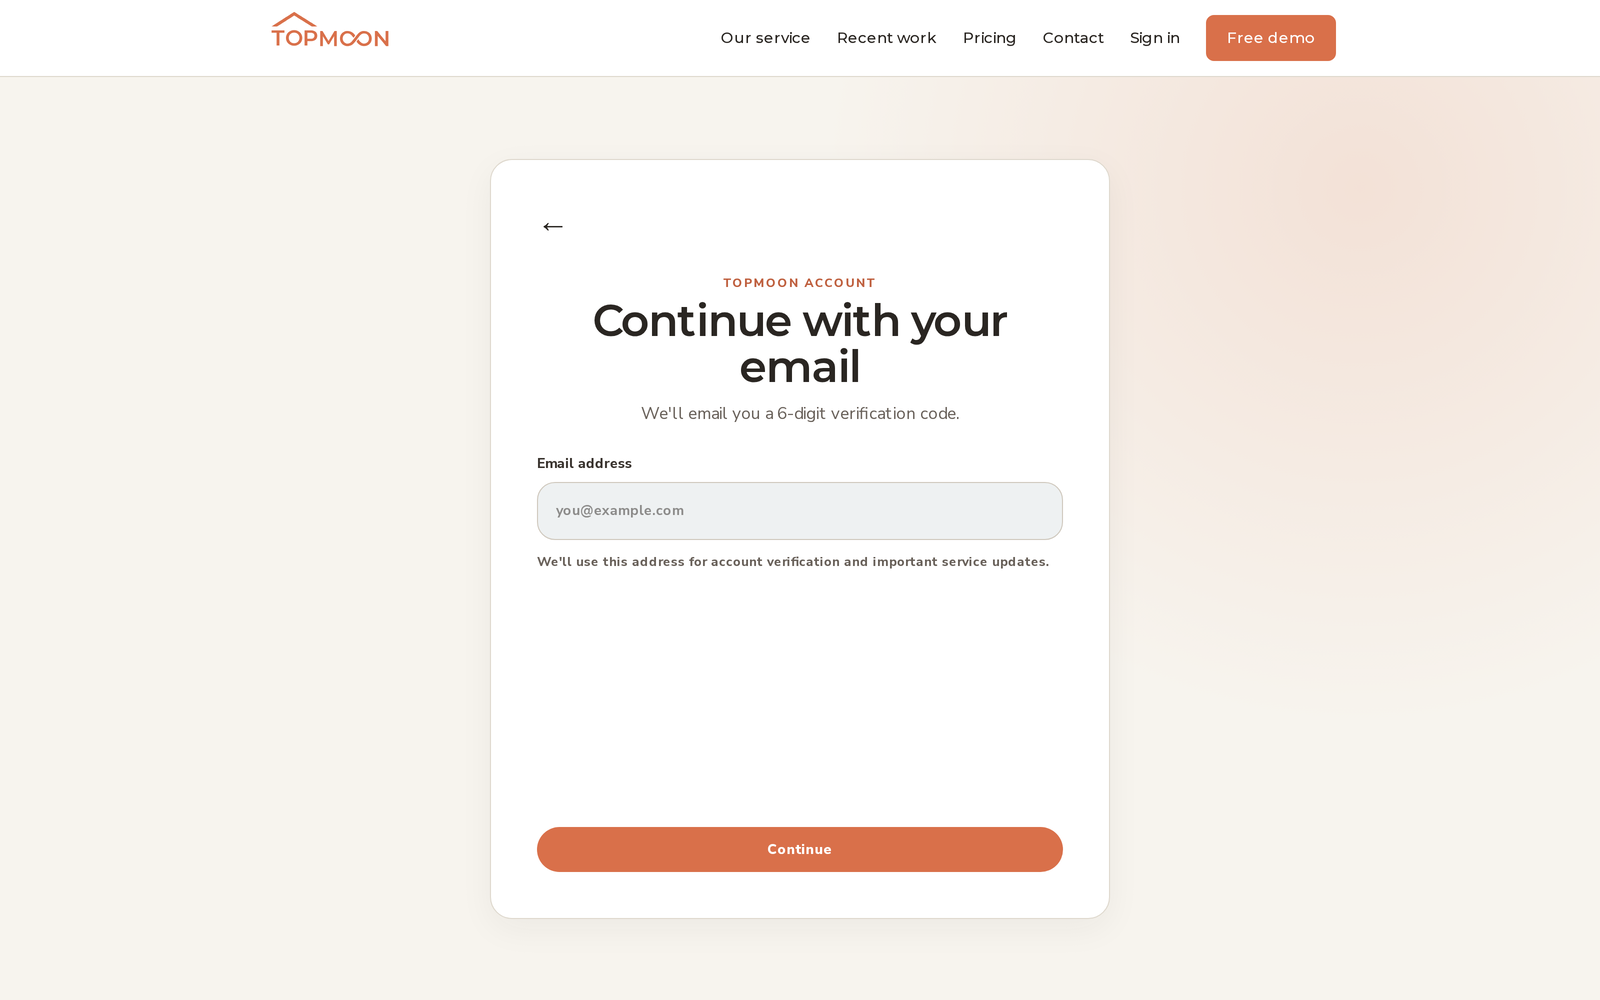 TOPMOON
Our service
Recent work
Pricing
Contact
Sign in
Free demo
←
TOPMOON ACCOUNT
Continue with your
email
We'll email you a 6-digit verification code.
Email address
you@example.com
We'll use this address for account verification and important service updates.
Continue